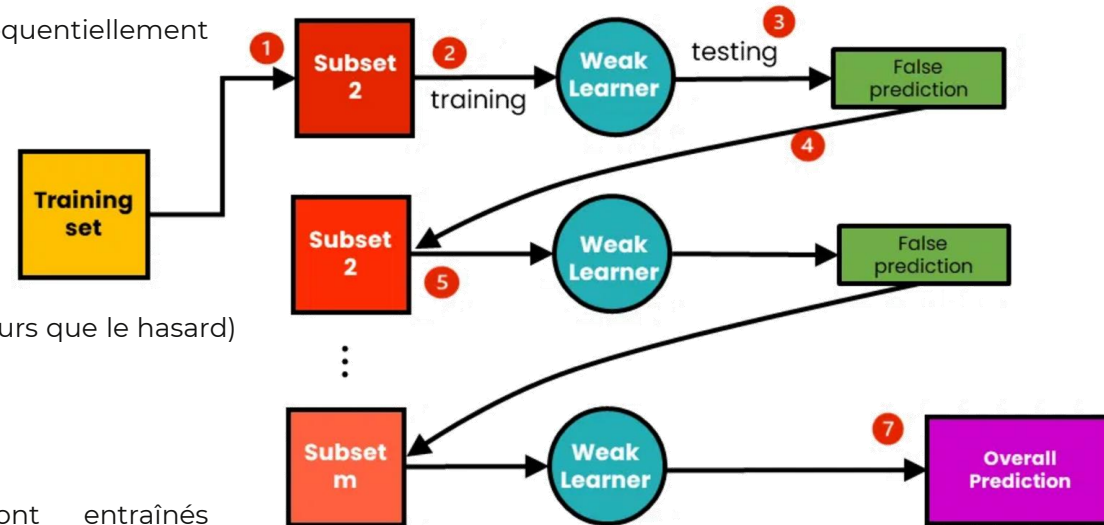 quentiellement
1
Subset
2
2
training
Weak
Learner
testing
3
False
prediction
4
Training
set
Subset
2
5
Weak
Learner
False
prediction
urs que le hasard)
Subset
m
Weak
Learner
7
Overall
Prediction
ont entraînés